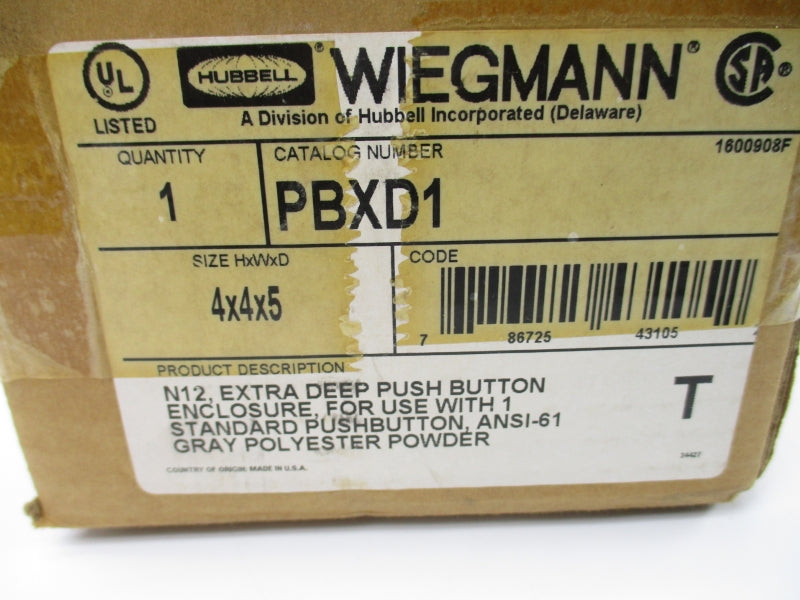 UL ® HUBBELL ® WIEGMANN ® SA ®
LISTED
A Division of Hubbell Incorporated (Delaware)
QUANTITY CATALOG NUMBER 1600908F
1 PBXD1
SIZE HxWxD CODE
4x4x5
7 86725 43105
PRODUCT DESCRIPTION
N12, EXTRA DEEP PUSH BUTTON
ENCLOSURE, FOR USE WITH 1
STANDARD PUSHBUTTON, ANSI-61
GRAY POLYESTER POWDER
T
COUNTRY OF ORIGIN: MADE IN U.S.A.